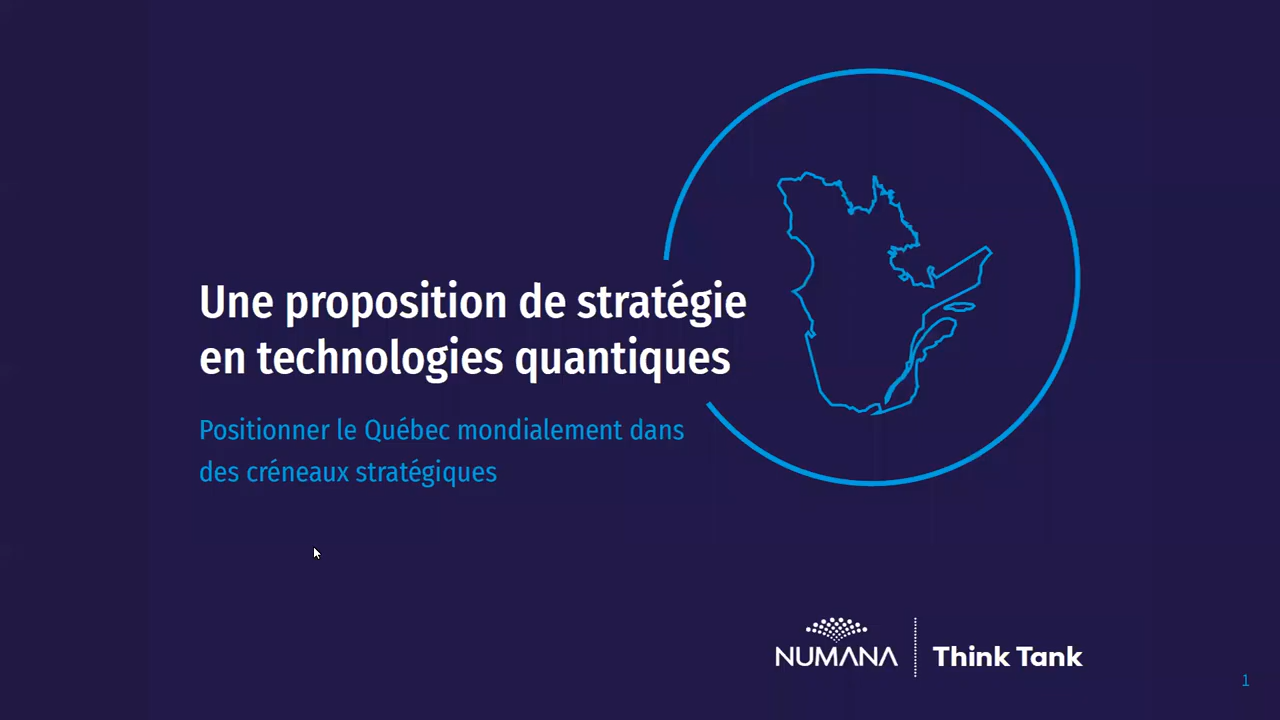 Une proposition de stratégie
en technologies quantiques
Positionner le Québec mondialement dans
des créneaux stratégiques
NUMANA Think Tank
1